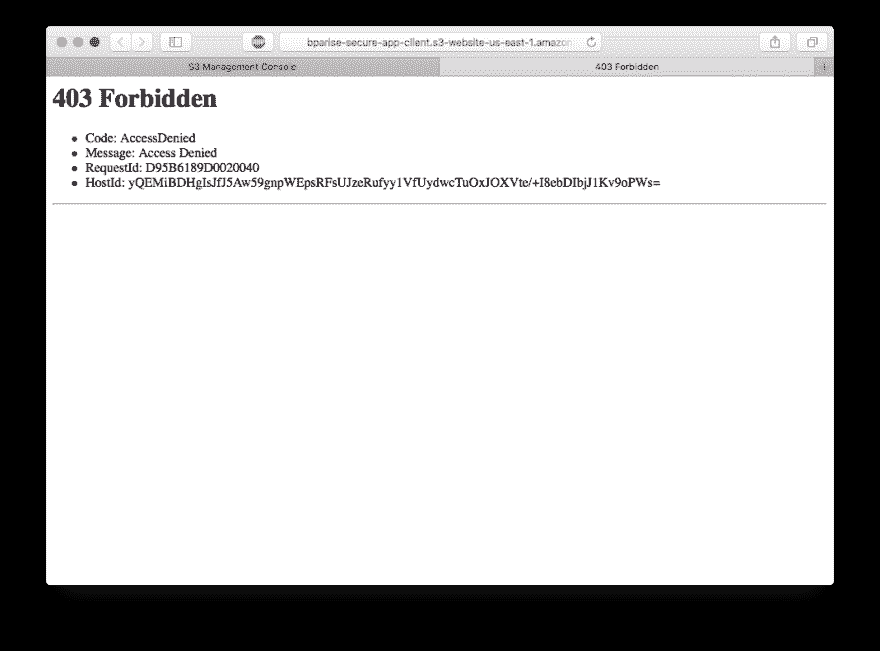 bparise-secure-app-client.s3-website-us-east-1.amazon
S3 Management Console
403 Forbidden
403 Forbidden
Code: AccessDenied
Message: Access Denied
RequestId: D95B6189D0020040
HostId: yQEMiBDHgIsJfJ5Aw59gnpWEpsRFsUJzeRufyy1VfUydwcTuOxJOXVte/+I8ebDIbjJ1Kv9oPWs=